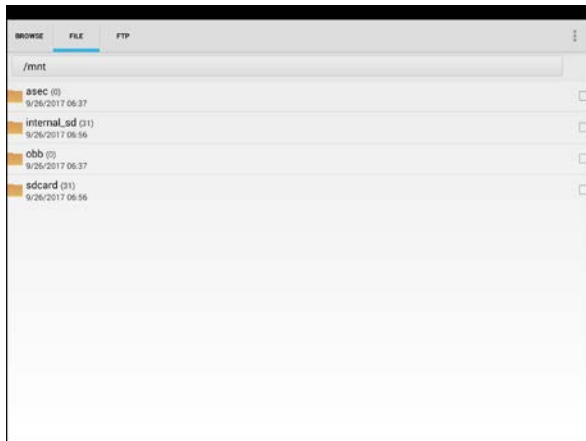 BROWSE FILE FTP
/mnt
asec (0)
9/26/2017 06:37
internal_sd (31)
9/26/2017 06:56
obb (0)
9/26/2017 06:37
sdcard (31)
9/26/2017 06:56